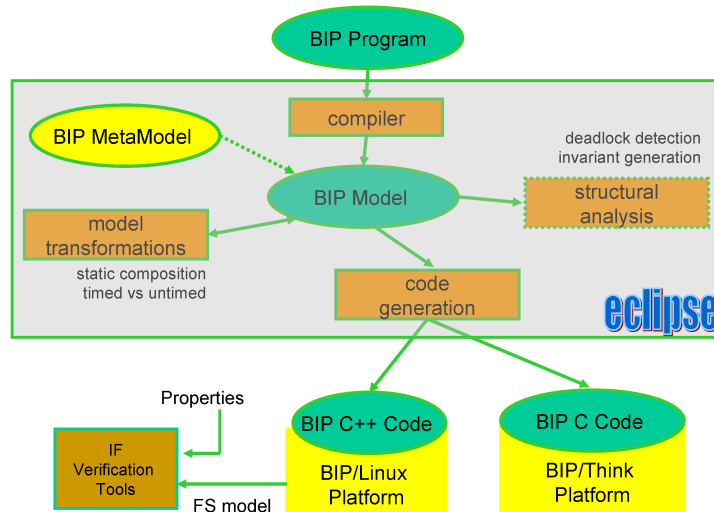 BIP Program
compiler
BIP MetaModel
deadlock detection
invariant generation
BIP Model
structural
analysis
model
transformations
static composition
timed vs untimed
code
generation
eclipse
Properties
BIP C++ Code
BIP C Code
IF
Verification
Tools
BIP/Linux
Platform
BIP/Think
Platform
FS model